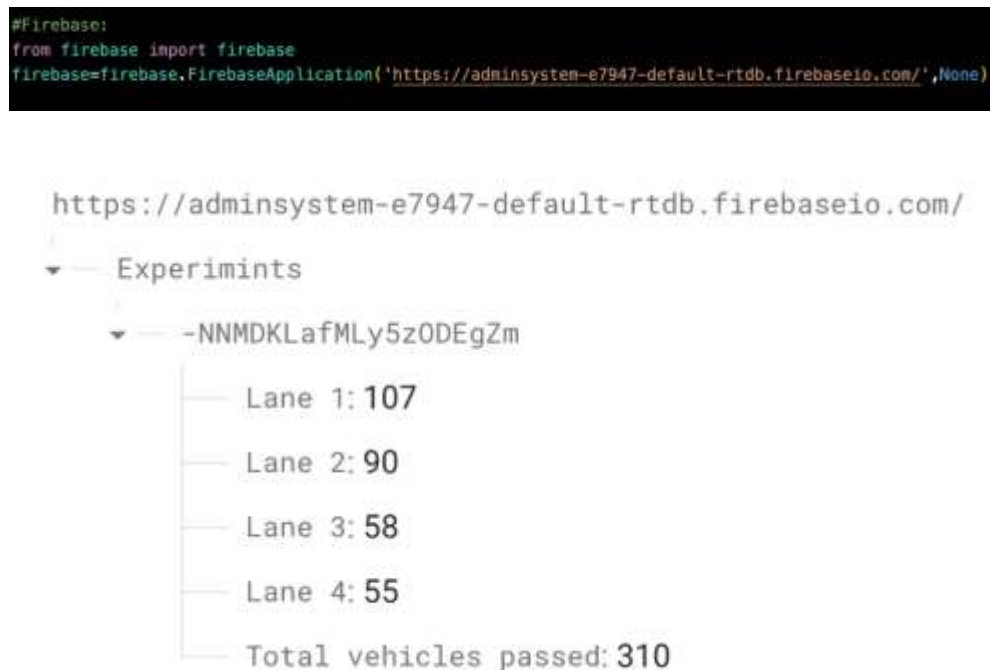 #Firebase:
from firebase import firebase
firebase=firebase.FirebaseApplication('https://adminsystem-e7947-default-rtdb.firebaseio.com/',None)
https://adminsystem-e7947-default-rtdb.firebaseio.com/
Experimints
-NNMDKLafMLy5zODEgZm
Lane 1: 107
Lane 2: 90
Lane 3: 58
Lane 4: 55
Total vehicles passed: 310